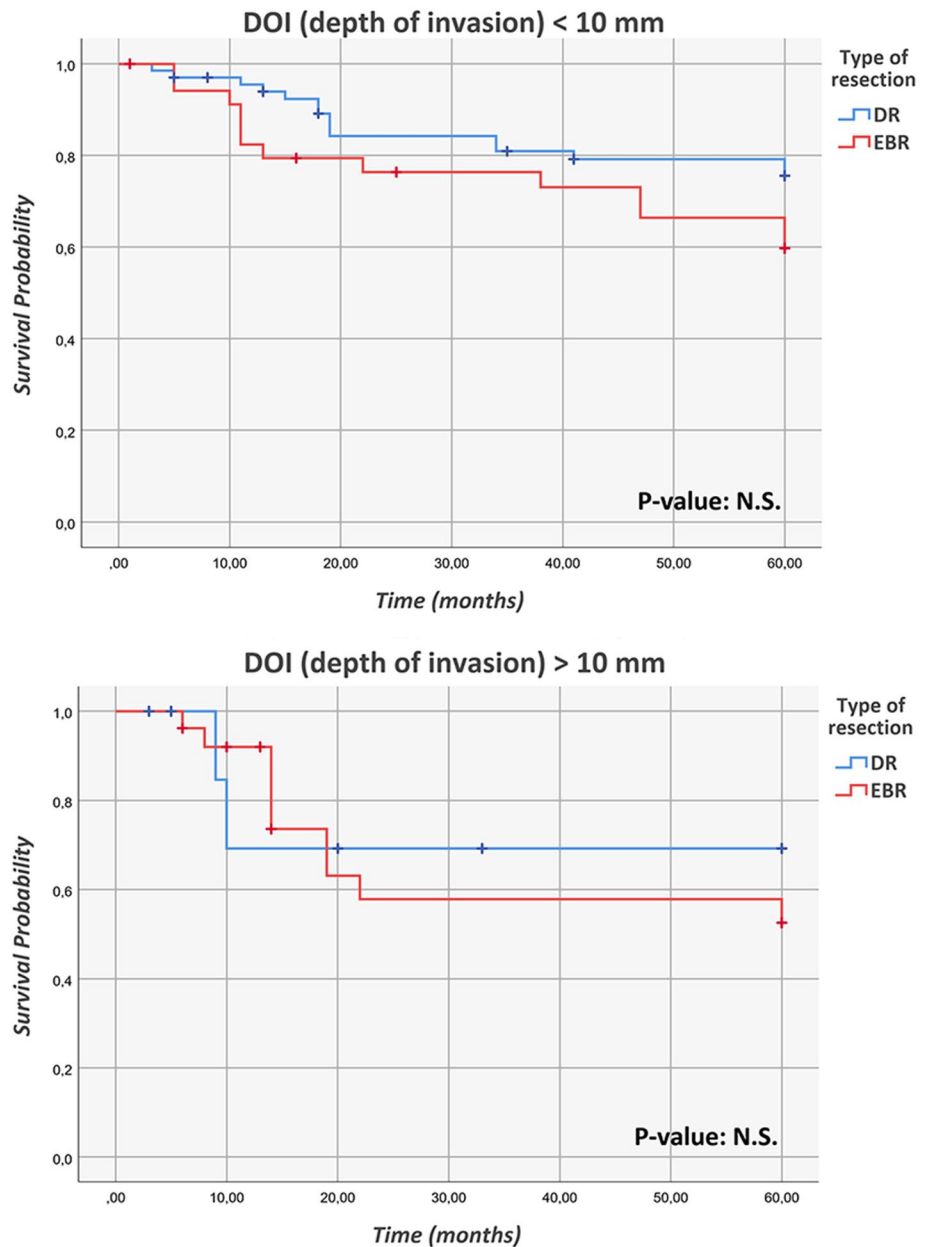 DOI (depth of invasion) < 10 mm
Type of
resection
DR
EBR
Survival Probability
1,0
0,8
0,6
0,4
0,2
0,0
P-value: N.S.
,00 10,00 20,00 30,00 40,00 50,00 60,00
Time (months)
DOI (depth of invasion) > 10 mm
Type of
resection
DR
EBR
Survival Probability
1,0
0,8
0,6
0,4
0,2
0,0
P-value: N.S.
,00 10,00 20,00 30,00 40,00 50,00 60,00
Time (months)